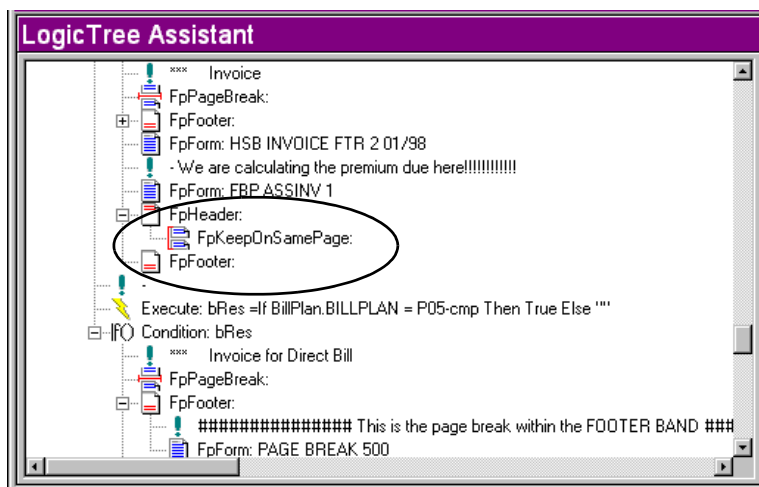 LogicTree Assistant
*** Invoice
FpPageBreak:
FpFooter:
FpForm: HSB INVOICE FTR 2 01/98
- We are calculating the premium due here!!!!!!!!!!!!
FpForm: FBP ASSINV 1
FpHeader:
FpKeepOnSamePage:
FpFooter:
-
Execute: bRes =If BillPlan.BILLPLAN = P05-cmp Then True Else ""
f() Condition: bRes
*** Invoice for Direct Bill
FpPageBreak:
FpFooter:
################ This is the page break within the FOOTER BAND ###
FpForm: PAGE BREAK 500